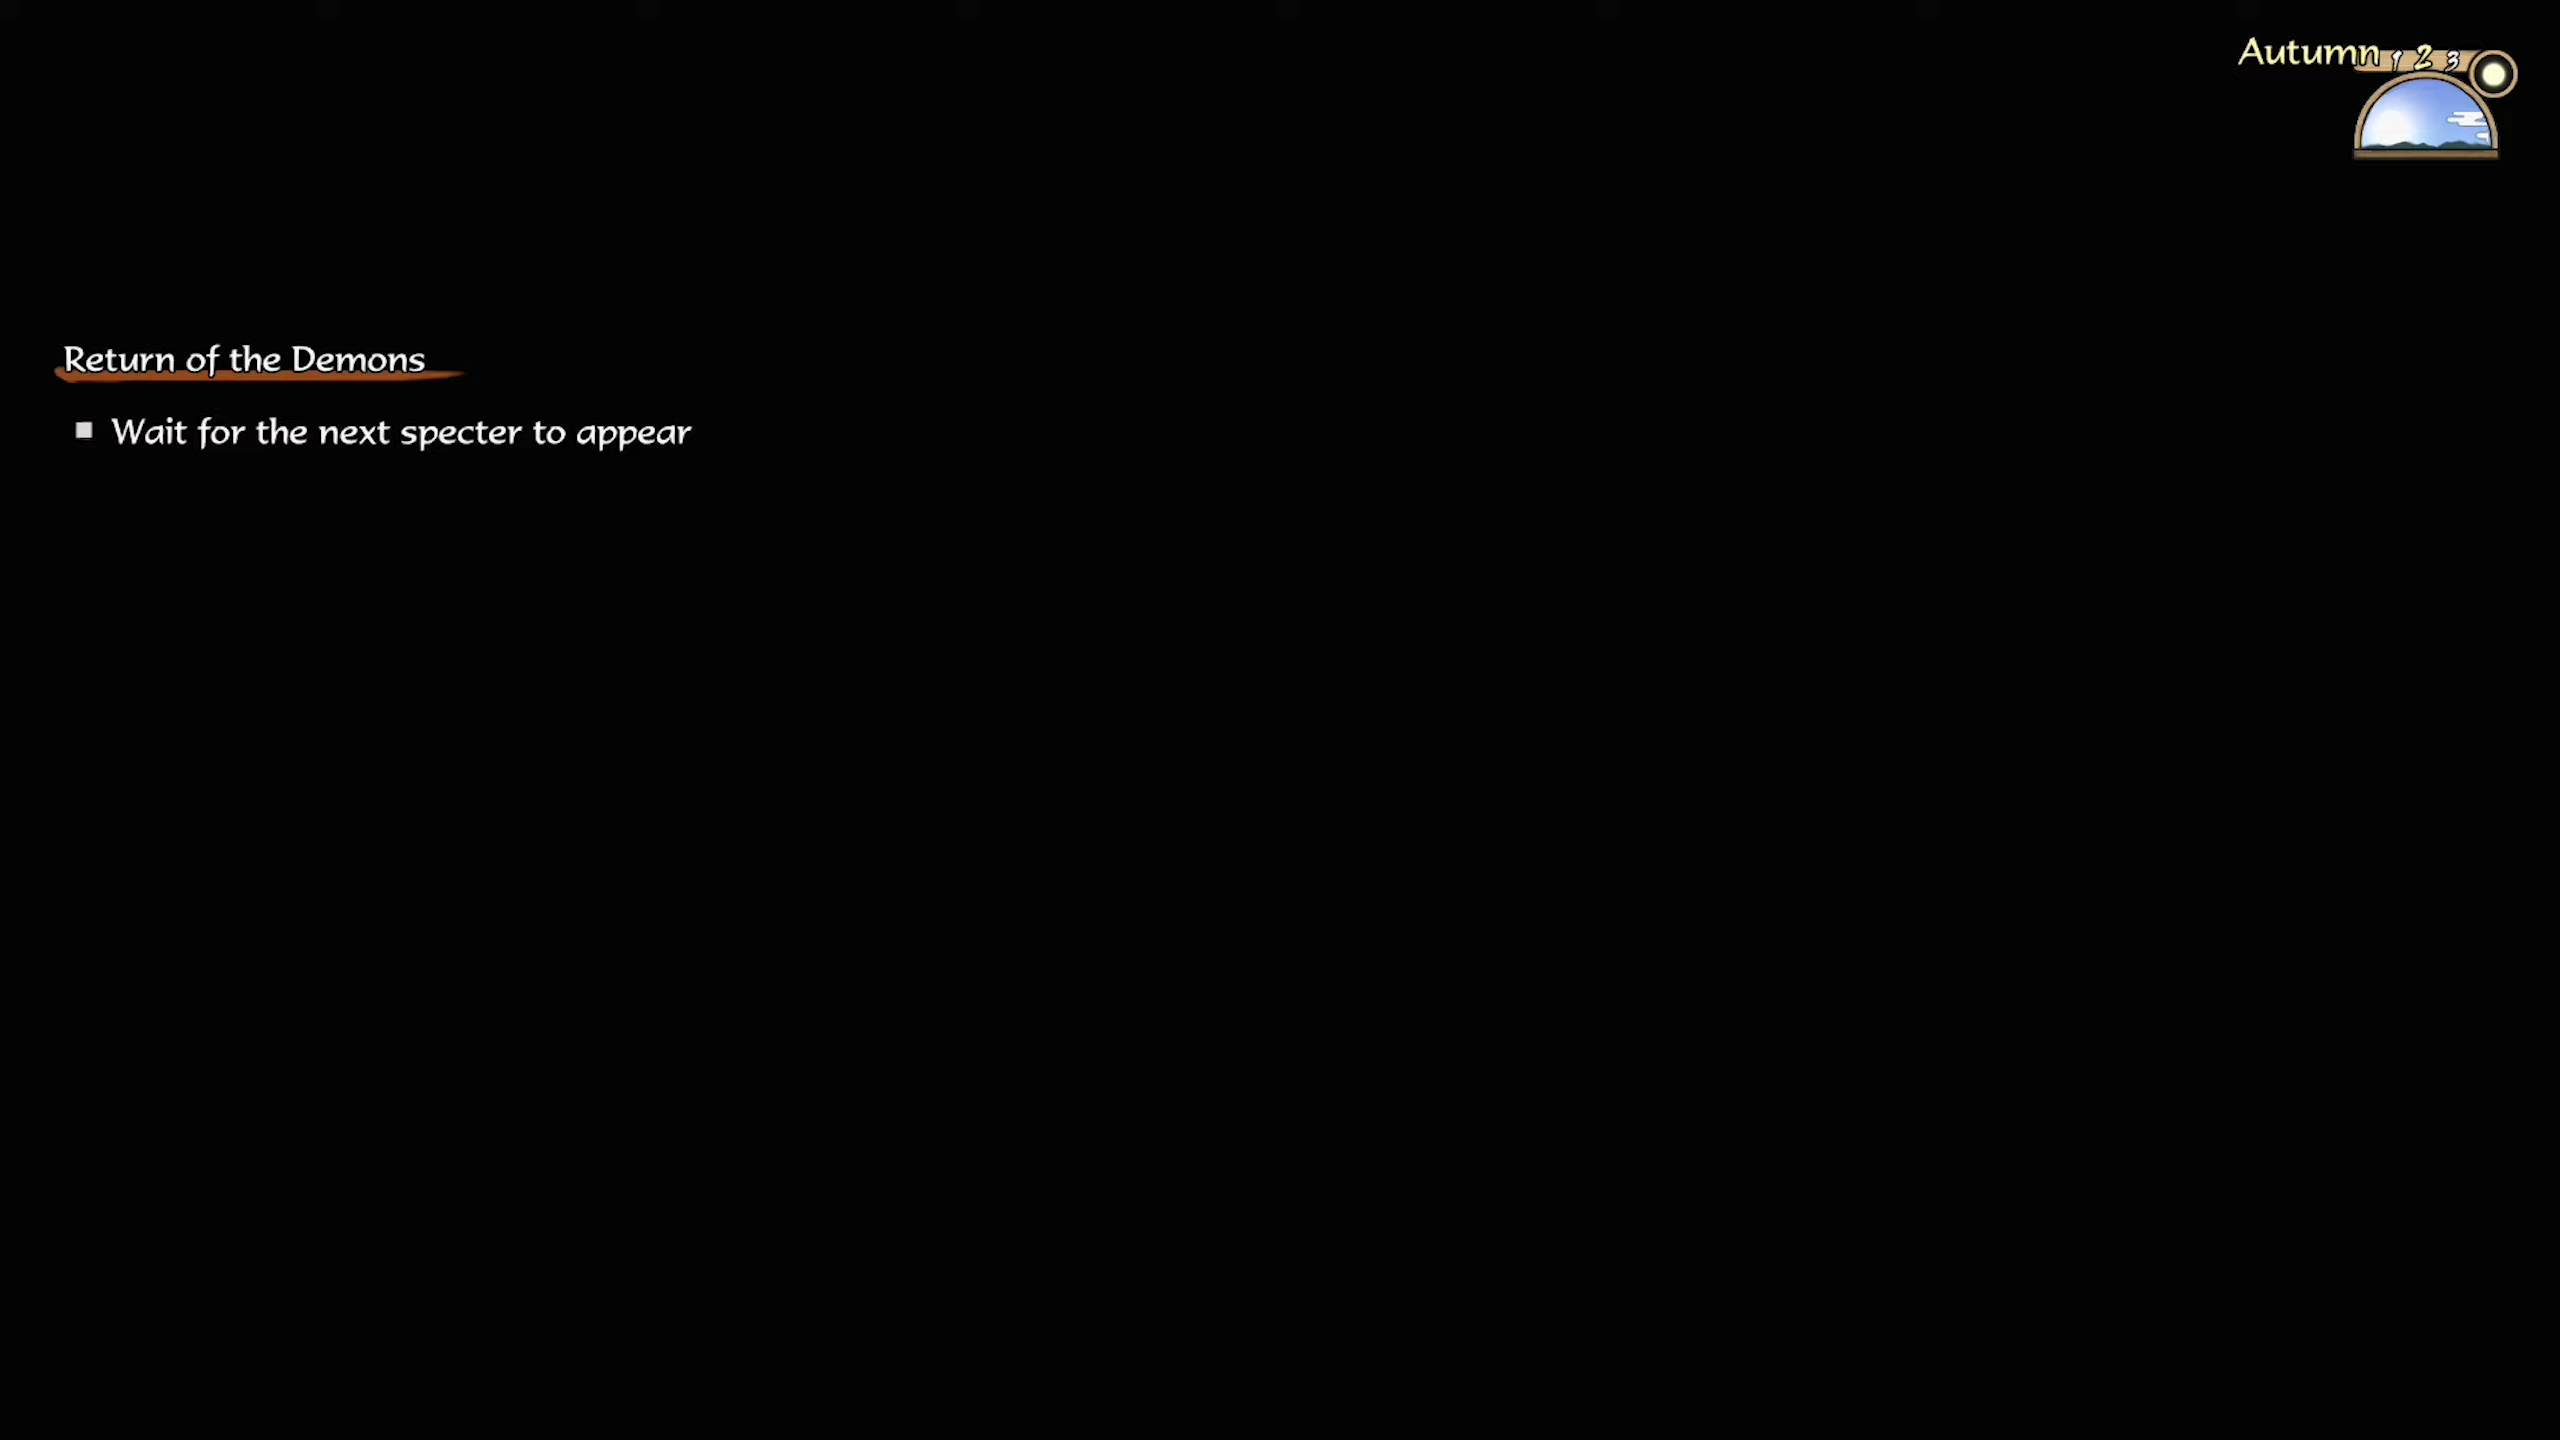 Autumn 1 2 3
Return of the Demons
Wait for the next specter to appear